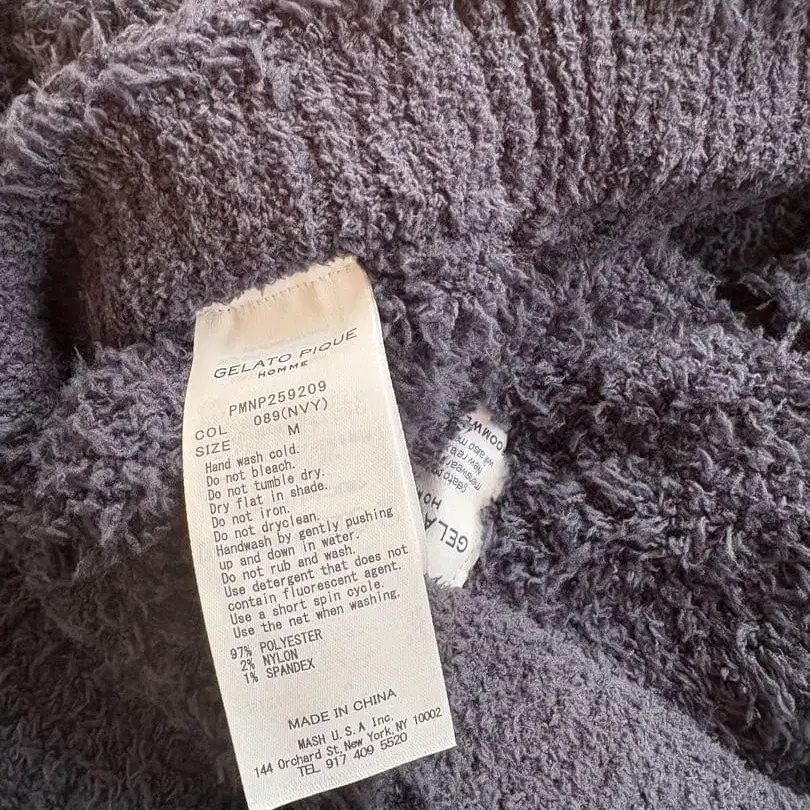 GELATO PIQUE
HOMME
PMNP259209
COL 089(NVY)
SIZE M
Hand wash cold.
Do not bleach.
Do not tumble dry.
Dry flat in shade.
Do not iron.
Do not dryclean.
Handwash by gently pushing
up and down in water.
Do not rub and wash.
Use detergent that does not
contain fluorescent agent.
Use a short spin cycle.
Use the net when washing.
97% POLYESTER
2% NYLON
1% SPANDEX
MADE IN CHINA
MASH U.S.A Inc.
144 Orchard St, New York, NY 10002
TEL 917 409 5520
will also